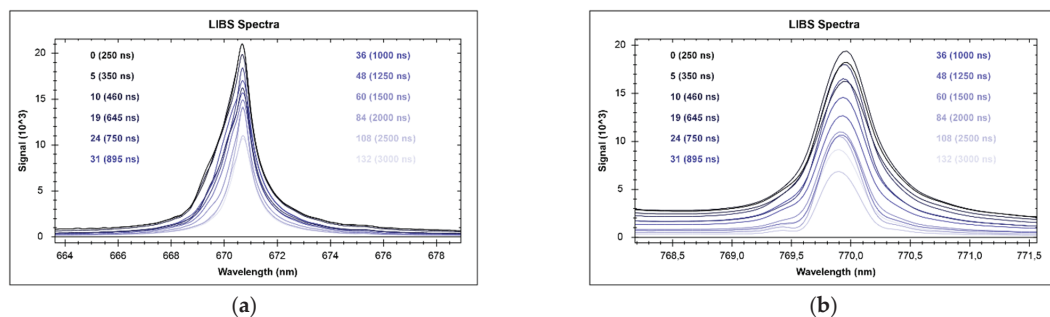 LIBS Spectra
20
15
10
5
0
Signal (10^3)
0 (250 ns)
5 (350 ns)
10 (460 ns)
19 (645 ns)
24 (750 ns)
31 (895 ns)
36 (1000 ns)
48 (1250 ns)
60 (1500 ns)
84 (2000 ns)
108 (2500 ns)
132 (3000 ns)
664 666 668 670 672 674 676 678
Wavelength (nm)
(a)
LIBS Spectra
20
15
10
5
0
Signal (10^3)
0 (250 ns)
5 (350 ns)
10 (460 ns)
19 (645 ns)
24 (750 ns)
31 (895 ns)
36 (1000 ns)
48 (1250 ns)
60 (1500 ns)
84 (2000 ns)
108 (2500 ns)
132 (3000 ns)
768,5 769,0 769,5 770,0 770,5 771,0 771,5
Wavelength (nm)
(b)